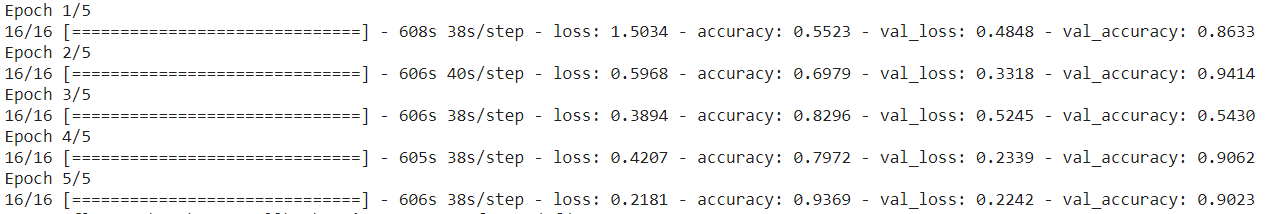 Epoch 1/5
16/16 [==============================] - 608s 38s/step - loss: 1.5034 - accuracy: 0.5523 - val_loss: 0.4848 - val_accuracy: 0.8633
Epoch 2/5
16/16 [==============================] - 606s 40s/step - loss: 0.5968 - accuracy: 0.6979 - val_loss: 0.3318 - val_accuracy: 0.9414
Epoch 3/5
16/16 [==============================] - 606s 38s/step - loss: 0.3894 - accuracy: 0.8296 - val_loss: 0.5245 - val_accuracy: 0.5430
Epoch 4/5
16/16 [==============================] - 605s 38s/step - loss: 0.4207 - accuracy: 0.7972 - val_loss: 0.2339 - val_accuracy: 0.9062
Epoch 5/5
16/16 [==============================] - 606s 38s/step - loss: 0.2181 - accuracy: 0.9369 - val_loss: 0.2242 - val_accuracy: 0.9023